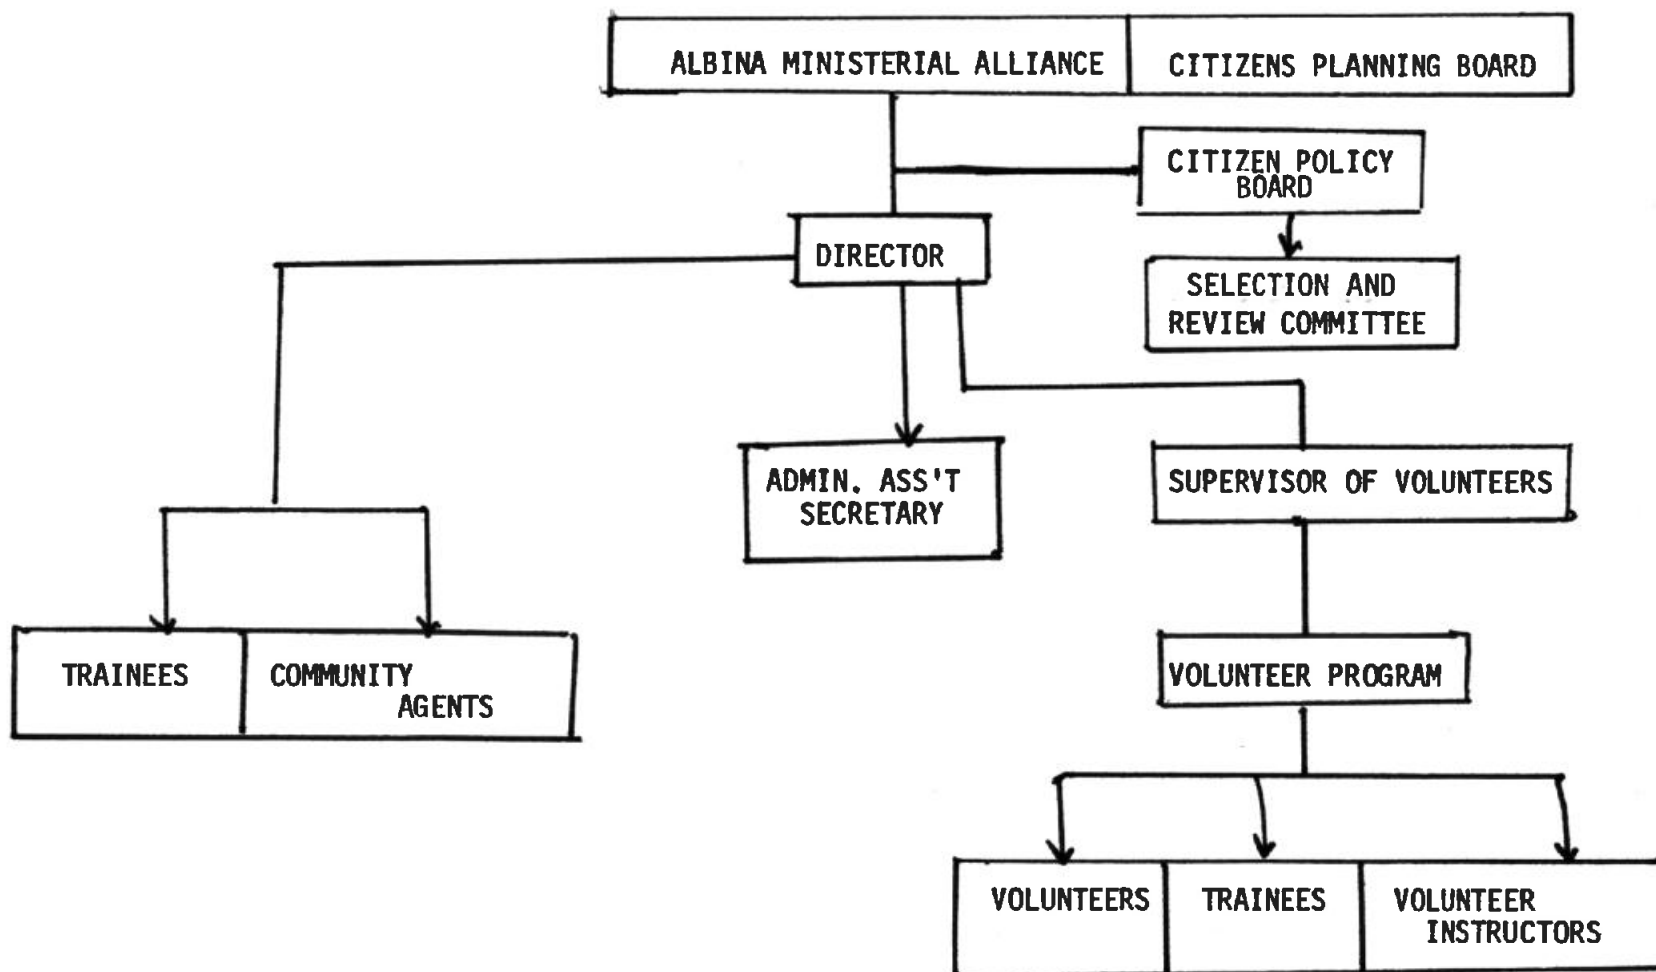 ALBINA MINISTERIAL ALLIANCE
CITIZENS PLANNING BOARD
CITIZEN POLICY
BOARD
DIRECTOR
SELECTION AND
REVIEW COMMITTEE
ADMIN. ASS'T
SECRETARY
SUPERVISOR OF VOLUNTEERS
TRAINEES
COMMUNITY
AGENTS
VOLUNTEER PROGRAM
VOLUNTEERS
TRAINEES
VOLUNTEER
INSTRUCTORS